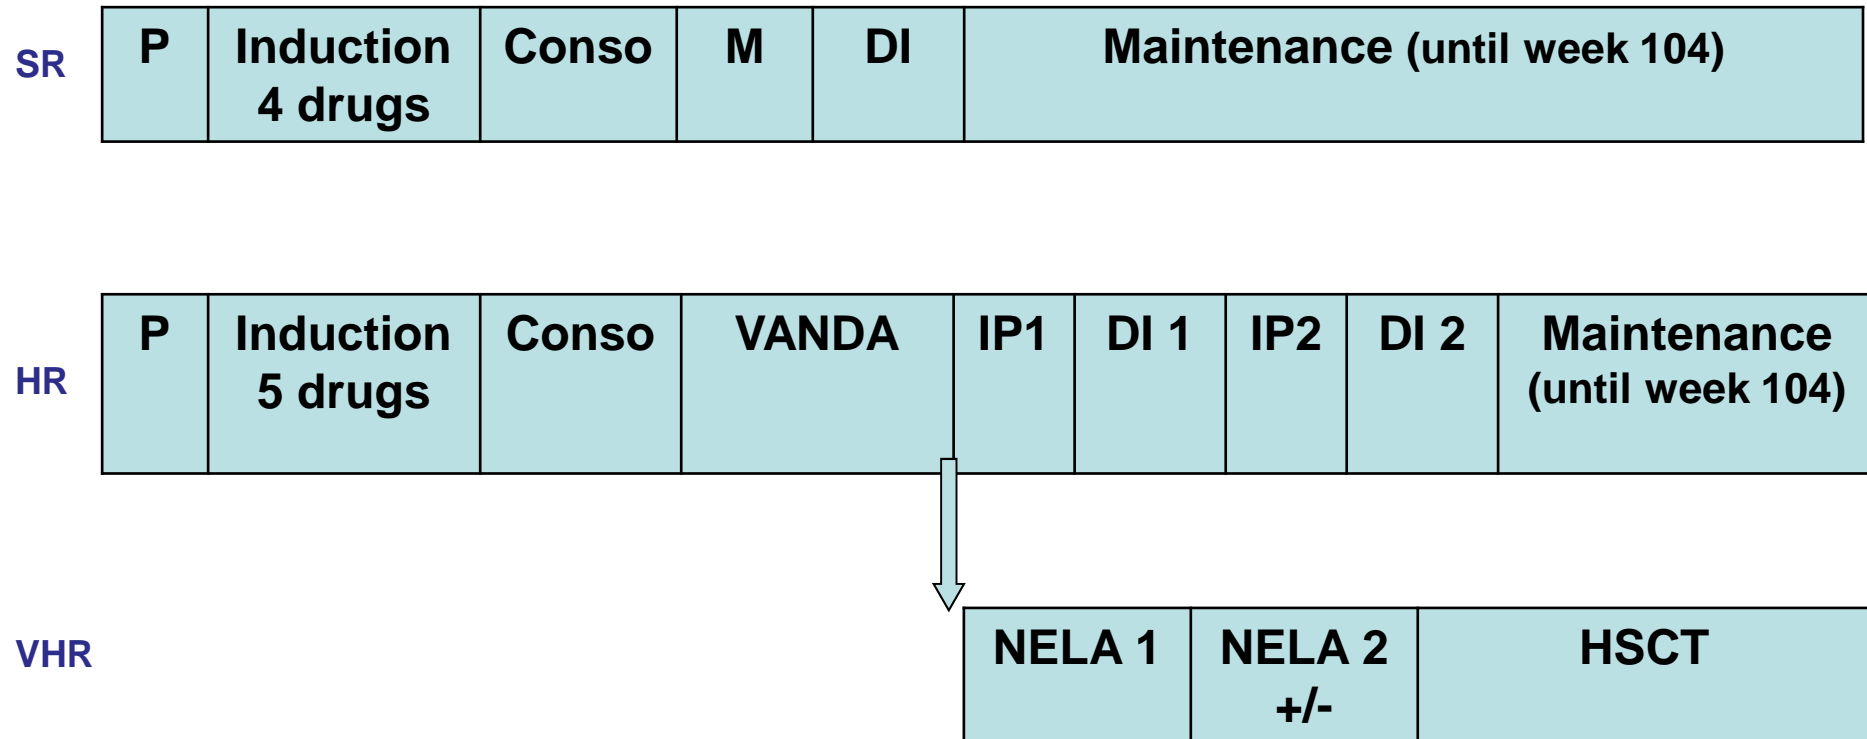 SR
P Induction Conso M DI Maintenance (until week 104)
4 drugs
HR
P Induction Conso VANDA IP1 DI 1 IP2 DI 2 Maintenance
5 drugs (until week 104)
VHR
NELA 1 NELA 2 HSCT
+/-